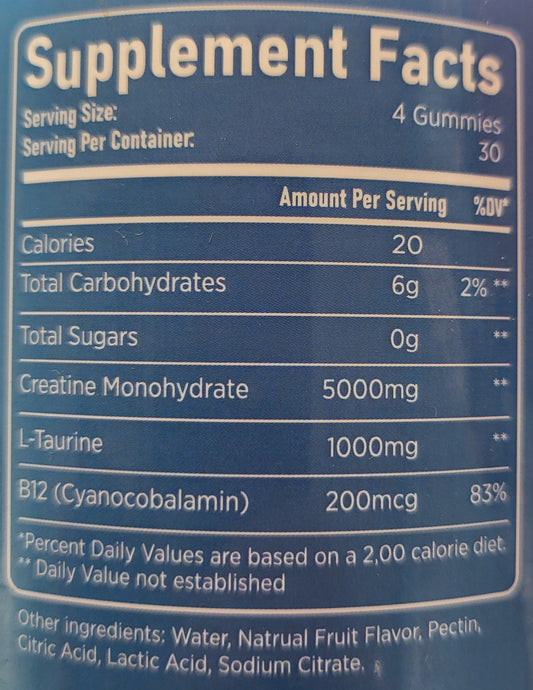 Supplement Facts
Serving Size: 4 Gummies
Serving Per Container: 30
Amount Per Serving %DV*
Calories 20
Total Carbohydrates 6g 2% **
Total Sugars 0g **
Creatine Monohydrate 5000mg **
L-Taurine 1000mg **
B12 (Cyanocobalamin) 200mcg 83%
*Percent Daily Values are based on a 2,00 calorie diet.
** Daily Value not established
Other ingredients: Water, Natrual Fruit Flavor, Pectin,
Citric Acid, Lactic Acid, Sodium Citrate.